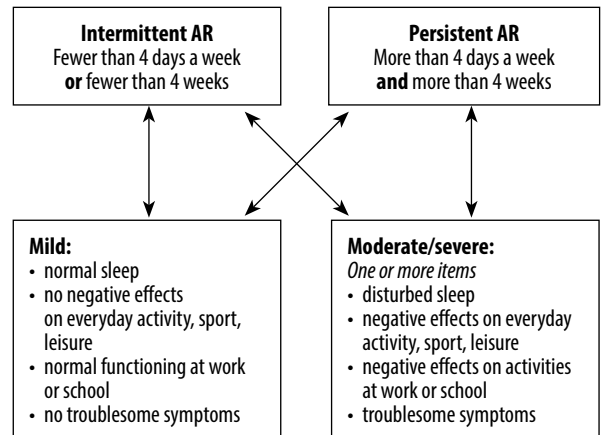 Intermittent AR
Fewer than 4 days a week
or fewer than 4 weeks
Persistent AR
More than 4 days a week
and more than 4 weeks
Mild:
• normal sleep
• no negative effects
on everyday activity, sport,
leisure
• normal functioning at work
or school
• no troublesome symptoms
Moderate/severe:
One or more items
• disturbed sleep
• negative effects on everyday
activity, sport, leisure
• negative effects on activities
at work or school
• troublesome symptoms